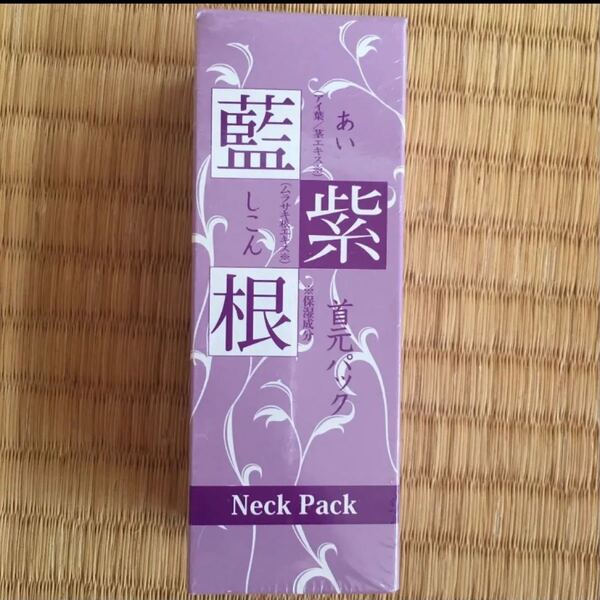 藍
あい
(アイ葉/茎エキス※)
紫
根
しこん
(ムラサキ根エキス※)
※保湿成分
首元パック
Neck Pack